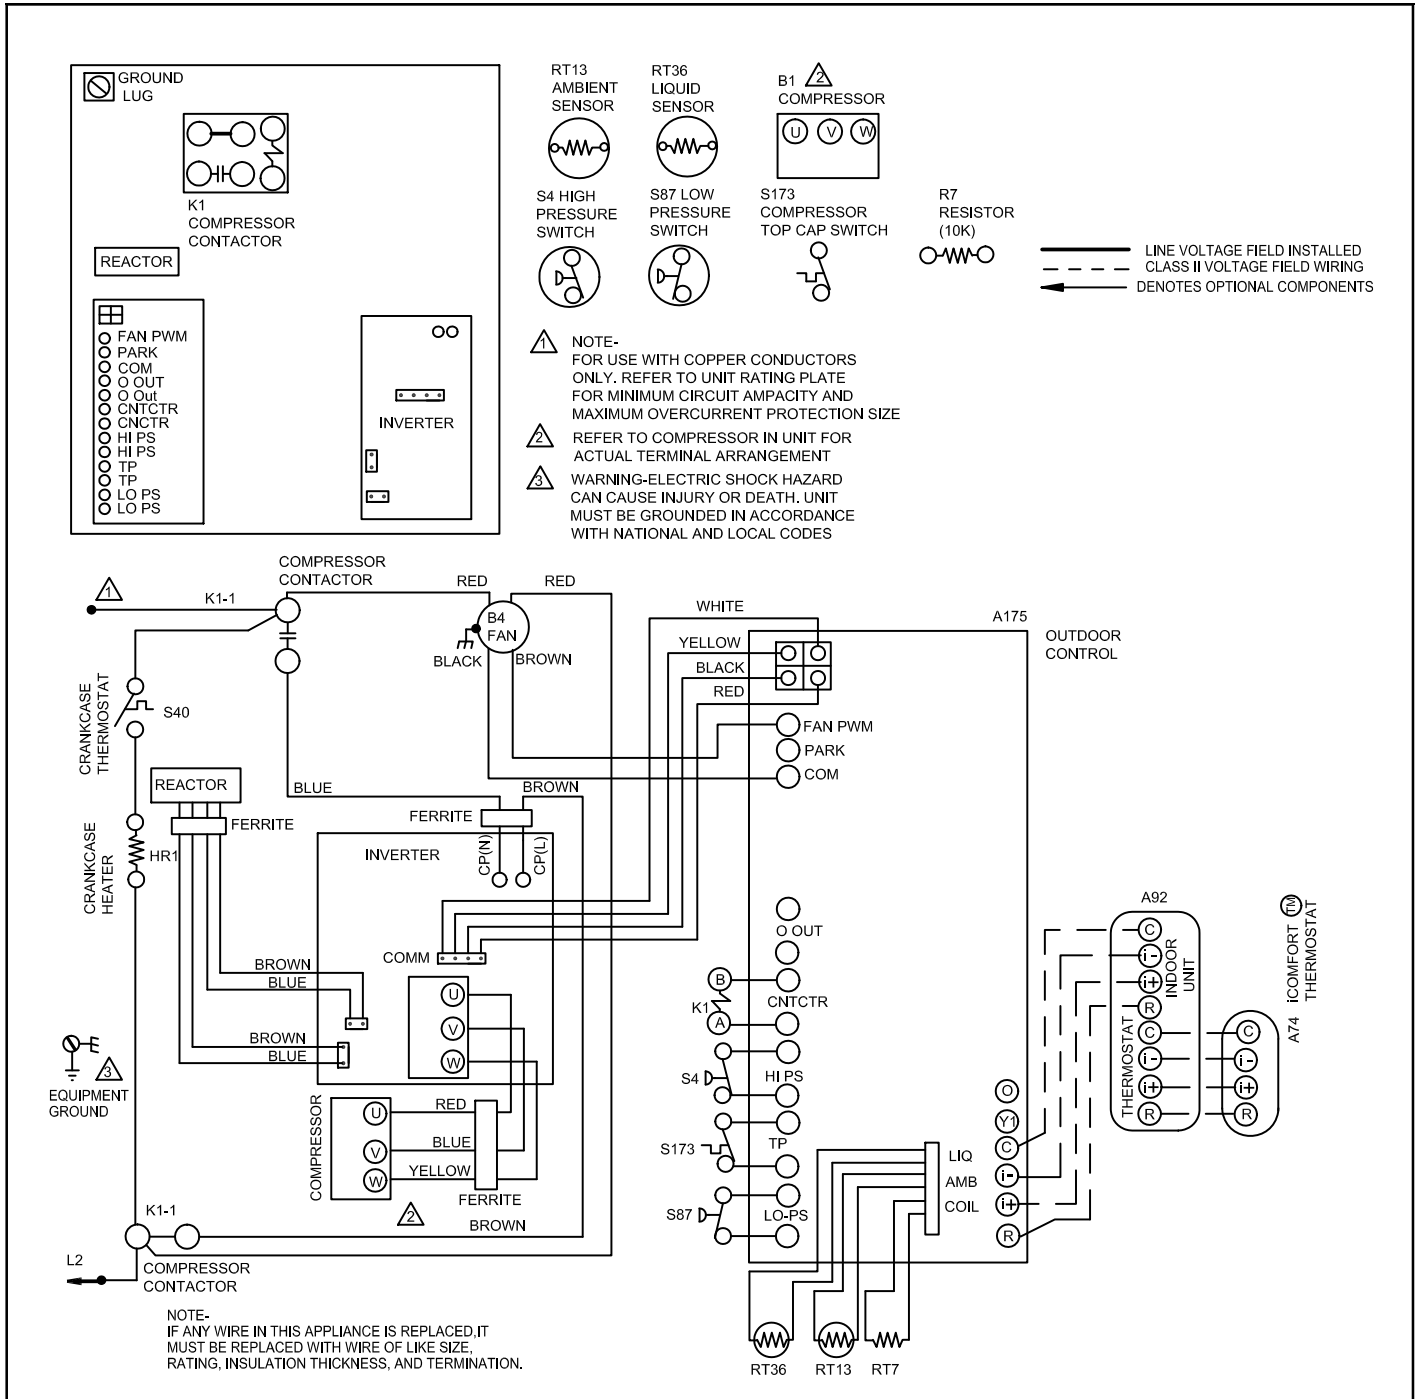 GROUND
LUG
K1
COMPRESSOR
CONTACTOR
REACTOR
FAN PWM
PARK
COM
O OUT
O Out
CNTCTR
CNCTR
HI PS
HI PS
TP
TP
LO PS
LO PS
INVERTER
RT13
AMBIENT
SENSOR
RT36
LIQUID
SENSOR
B1
2
COMPRESSOR
U V W
S4 HIGH
PRESSURE
SWITCH
S87 LOW
PRESSURE
SWITCH
S173
COMPRESSOR
TOP CAP SWITCH
R7
RESISTOR
(10K)
LINE VOLTAGE FIELD INSTALLED
CLASS II VOLTAGE FIELD WIRING
DENOTES OPTIONAL COMPONENTS
1 NOTE-
FOR USE WITH COPPER CONDUCTORS
ONLY. REFER TO UNIT RATING PLATE
FOR MINIMUM CIRCUIT AMPACITY AND
MAXIMUM OVERCURRENT PROTECTION SIZE
2 REFER TO COMPRESSOR IN UNIT FOR
ACTUAL TERMINAL ARRANGEMENT
3 WARNING-ELECTRIC SHOCK HAZARD
CAN CAUSE INJURY OR DEATH. UNIT
MUST BE GROUNDED IN ACCORDANCE
WITH NATIONAL AND LOCAL CODES
1
K1-1
COMPRESSOR
CONTACTOR
RED
RED
B4
FAN
BLACK
BROWN
WHITE
YELLOW
BLACK
RED
A175
OUTDOOR
CONTROL
FAN PWM
PARK
COM
CRANKCASE
THERMOSTAT
S40
REACTOR
FERRITE
BLUE
BROWN
FERRITE
CP(N)
CP(L)
INVERTER
CRANKCASE
HEATER
HR1
COMM
BROWN
BLUE
BROWN
BLUE
U
V
W
O OUT
B
K1
A
CNTCTR
S4
HI PS
S173
TP
S87
LO-PS
LIQ
AMB
COIL
O
Y1
C
i-
i+
R
A92
INDOOR
UNIT
THERMOSTAT
C
i-
i+
R
C
i-
i+
R
C
i-
i+
R
A74 iCOMFORT TM
THERMOSTAT
3
EQUIPMENT
GROUND
COMPRESSOR
U
V
W
RED
BLUE
YELLOW
FERRITE
2
BROWN
K1-1
L2
COMPRESSOR
CONTACTOR
RT36
RT13
RT7
NOTE-
IF ANY WIRE IN THIS APPLIANCE IS REPLACED,IT
MUST BE REPLACED WITH WIRE OF LIKE SIZE,
RATING, INSULATION THICKNESS, AND TERMINATION.